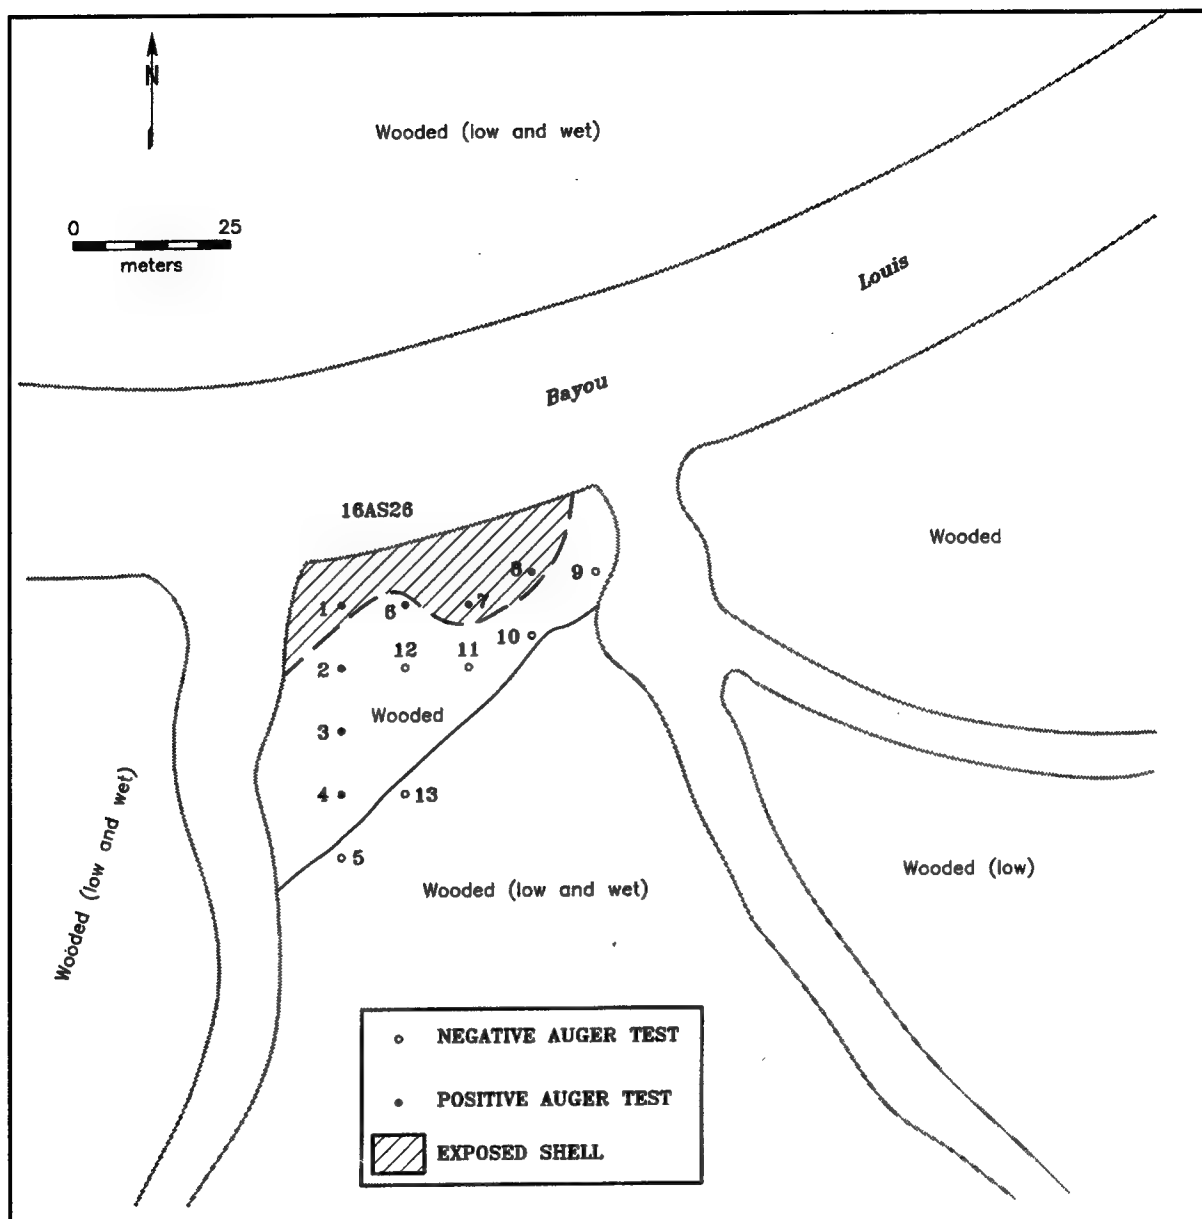 N
Wooded (low and wet)
0 25
meters
Louis
Bayou
16AS26
Wooded
8
9
1
6
7
10
12
11
2
Wooded
3
4
13
5
Wooded (low and wet)
Wooded (low and wet)
Wooded (low)
NEGATIVE AUGER TEST
POSITIVE AUGER TEST
EXPOSED SHELL